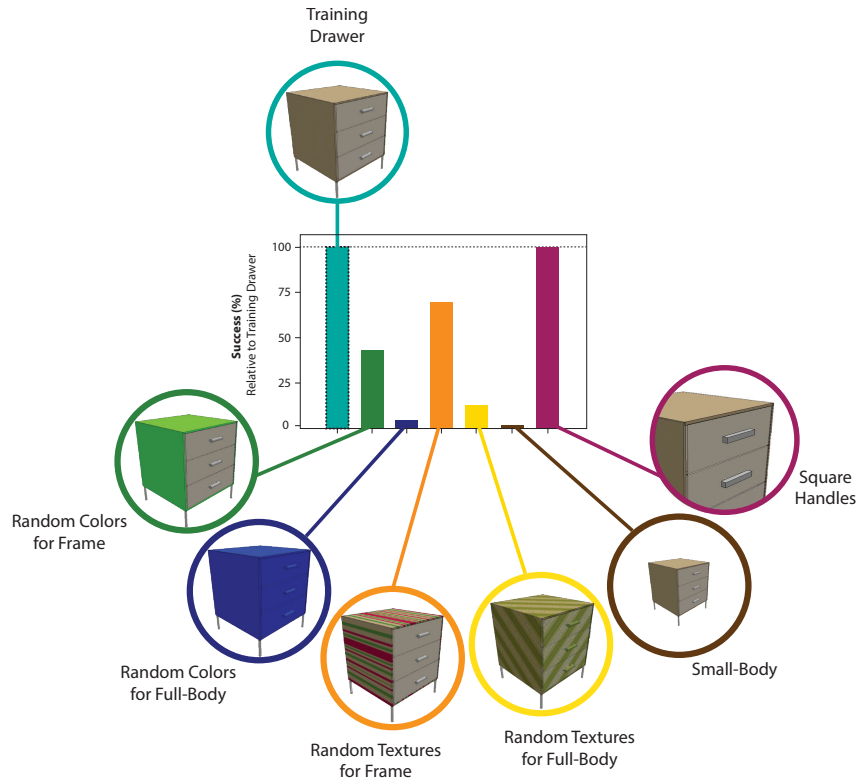 Training
Drawer
Success (%)
Relative to Training Drawer
100
75
50
25
0
Random Colors
for Frame
Square
Handles
Random Colors
for Full-Body
Small-Body
Random Textures
for Frame
Random Textures
for Full-Body